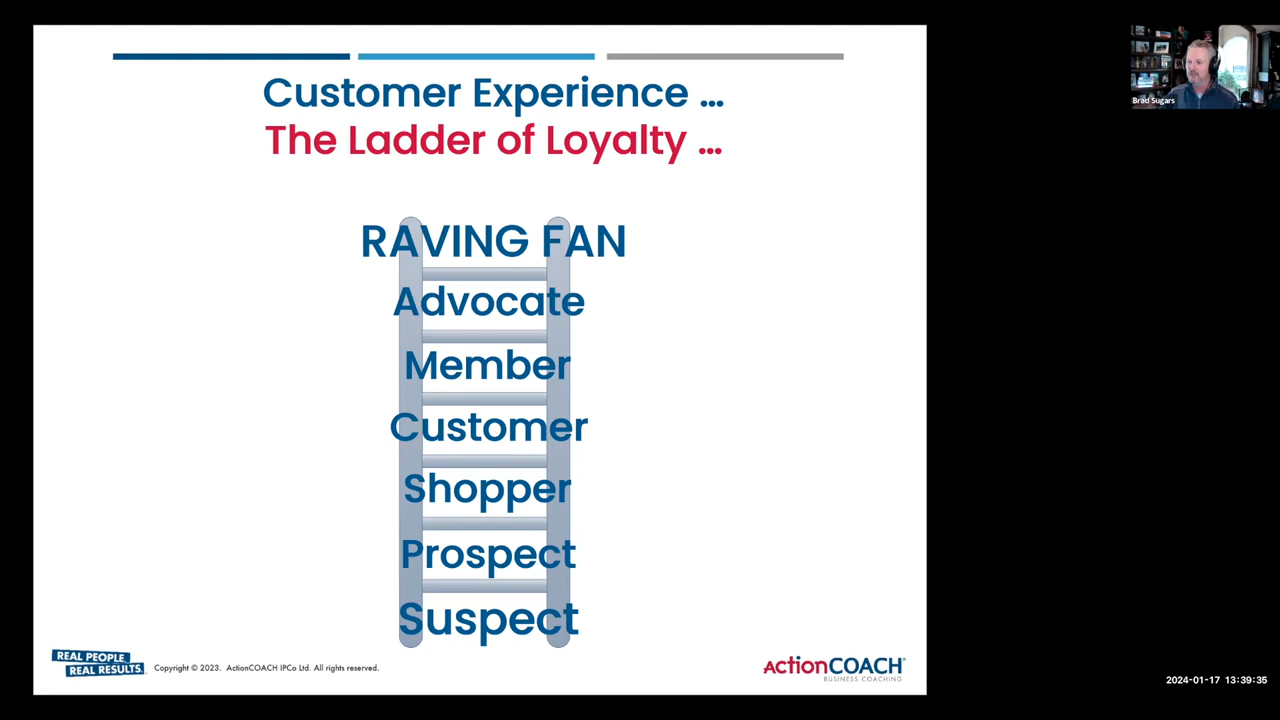 Customer Experience ...
The Ladder of Loyalty ...
RAVING FAN
Advocate
Member
Customer
Shopper
Prospect
Suspect
REAL PEOPLE
REAL RESULTS.
Copyright © 2023. ActionCOACH IPCo Ltd. All rights reserved.
actionCOACH®
BUSINESS COACHING
Brad Sugars
2024-01-17 13:39:35